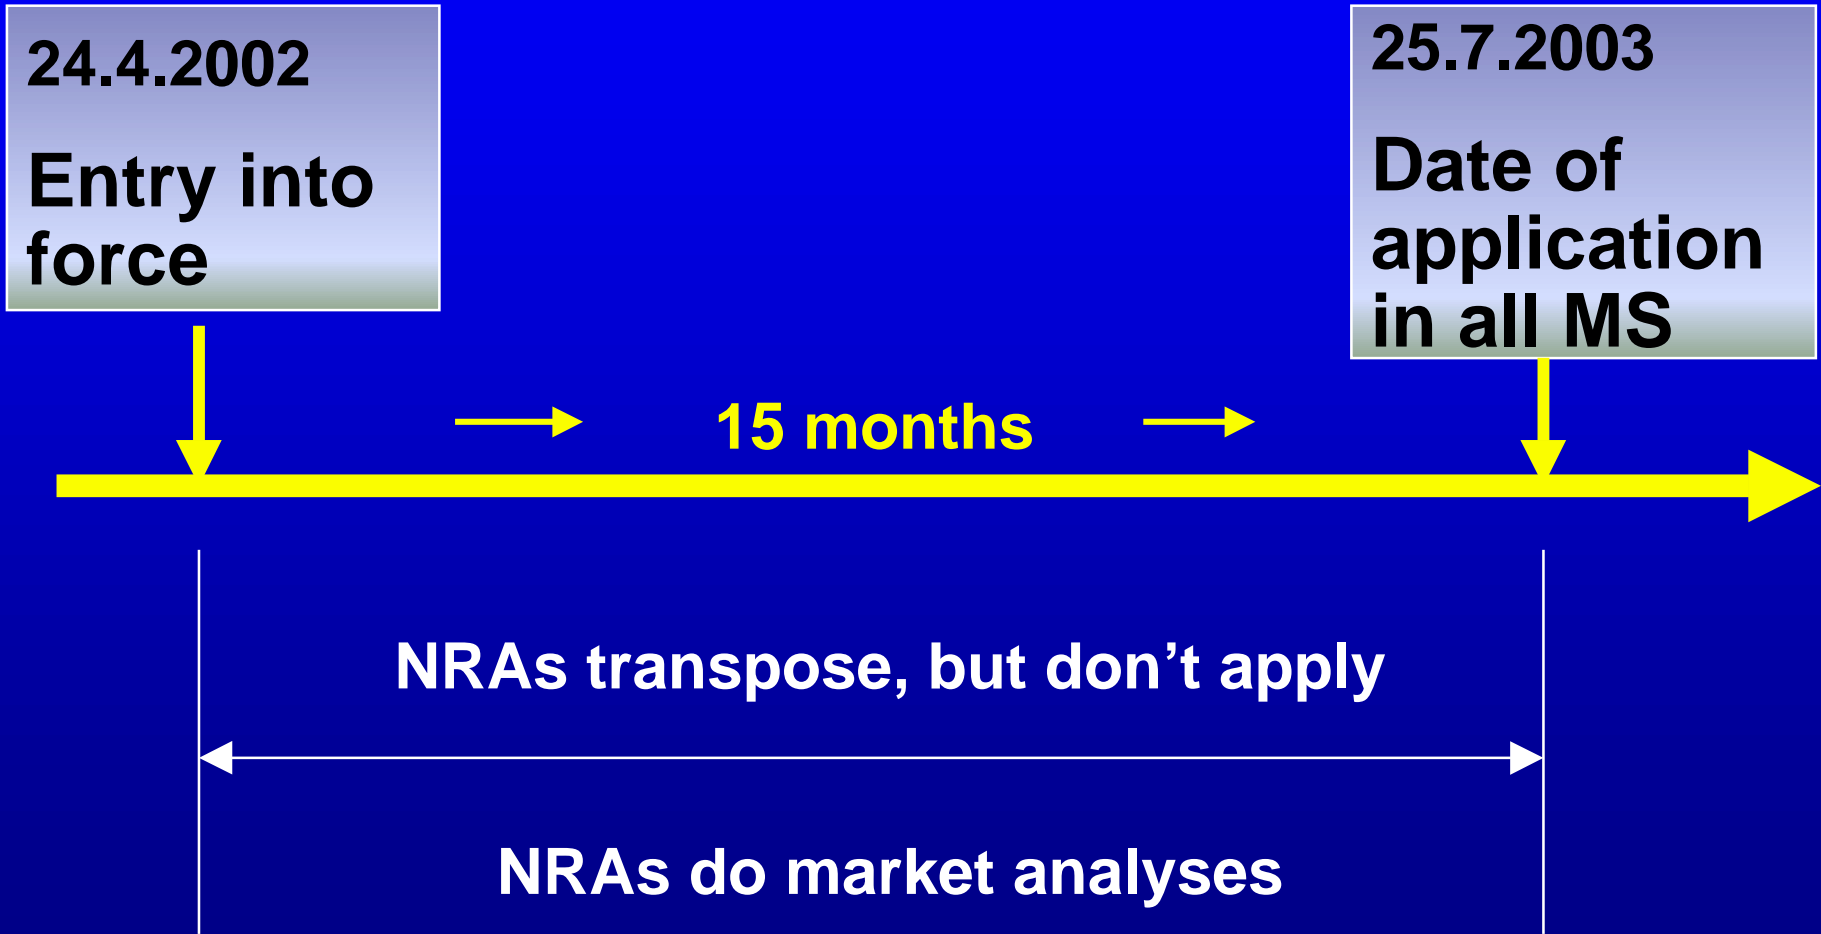 24.4.2002
Entry into
force
25.7.2003
Date of
application
in all MS
15 months
NRAs transpose, but don’t apply
NRAs do market analyses